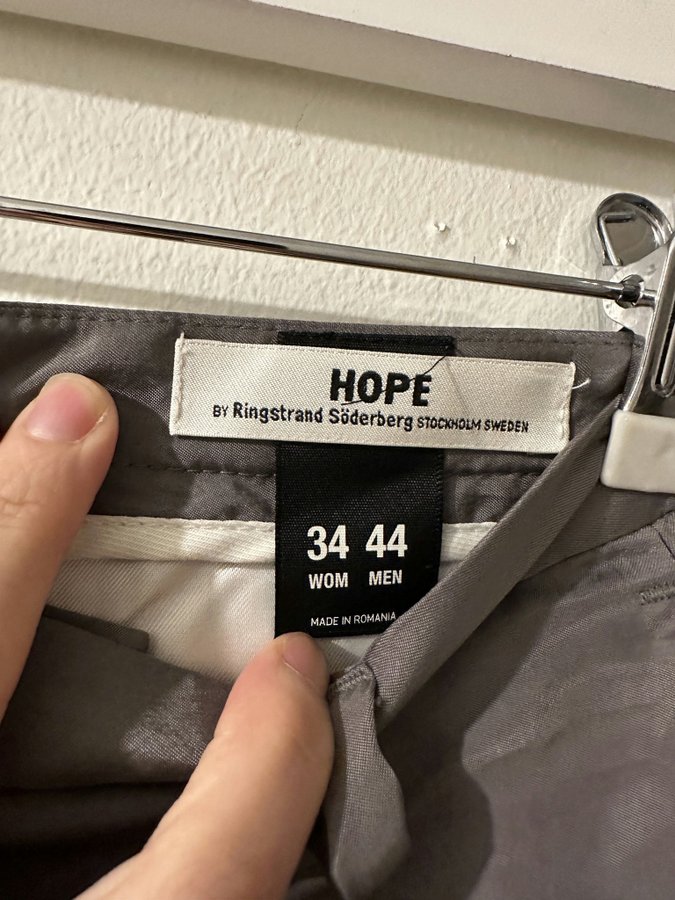 HOPE
BY Ringstrand Söderberg STOCKHOLM SWEDEN
34 44
WOM MEN
MADE IN ROMANIA